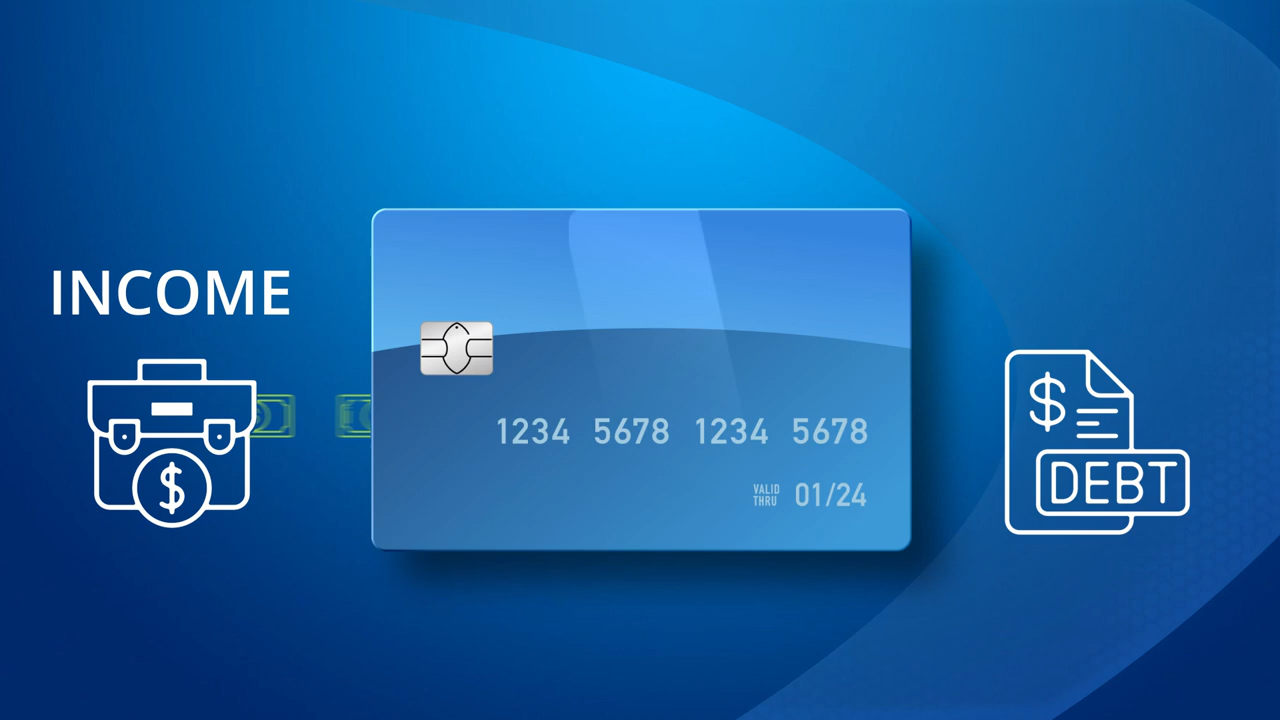 INCOME
$
1234 5678 1234 5678
VALID
THRU 01/24
$
DEBT